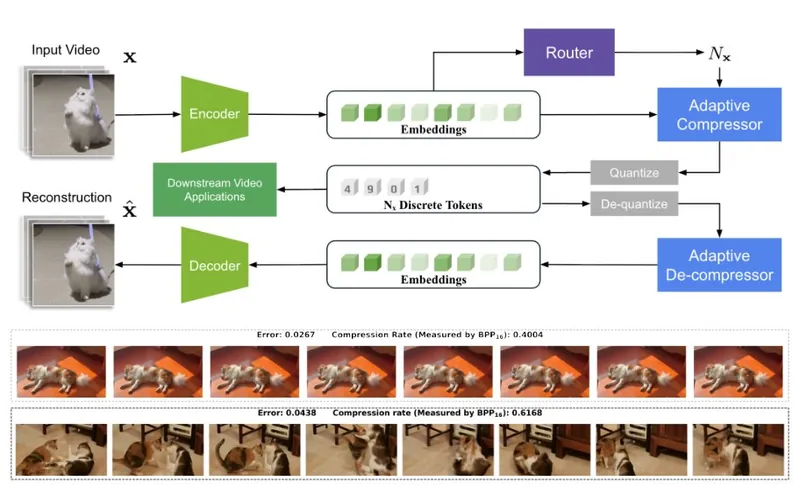 Input Video
x
Encoder
Embeddings
Router
Nₓ
Adaptive
Compressor
Reconstruction
x̂
Downstream Video
Applications
4 9 0 1
Nₓ Discrete Tokens
Quantize
De-quantize
Decoder
Embeddings
Adaptive
De-compressor
Error: 0.0267 Compression Rate (Measured by BPP₁₆): 0.4004
Error: 0.0438 Compression rate (Measured by BPP₁₆): 0.6168